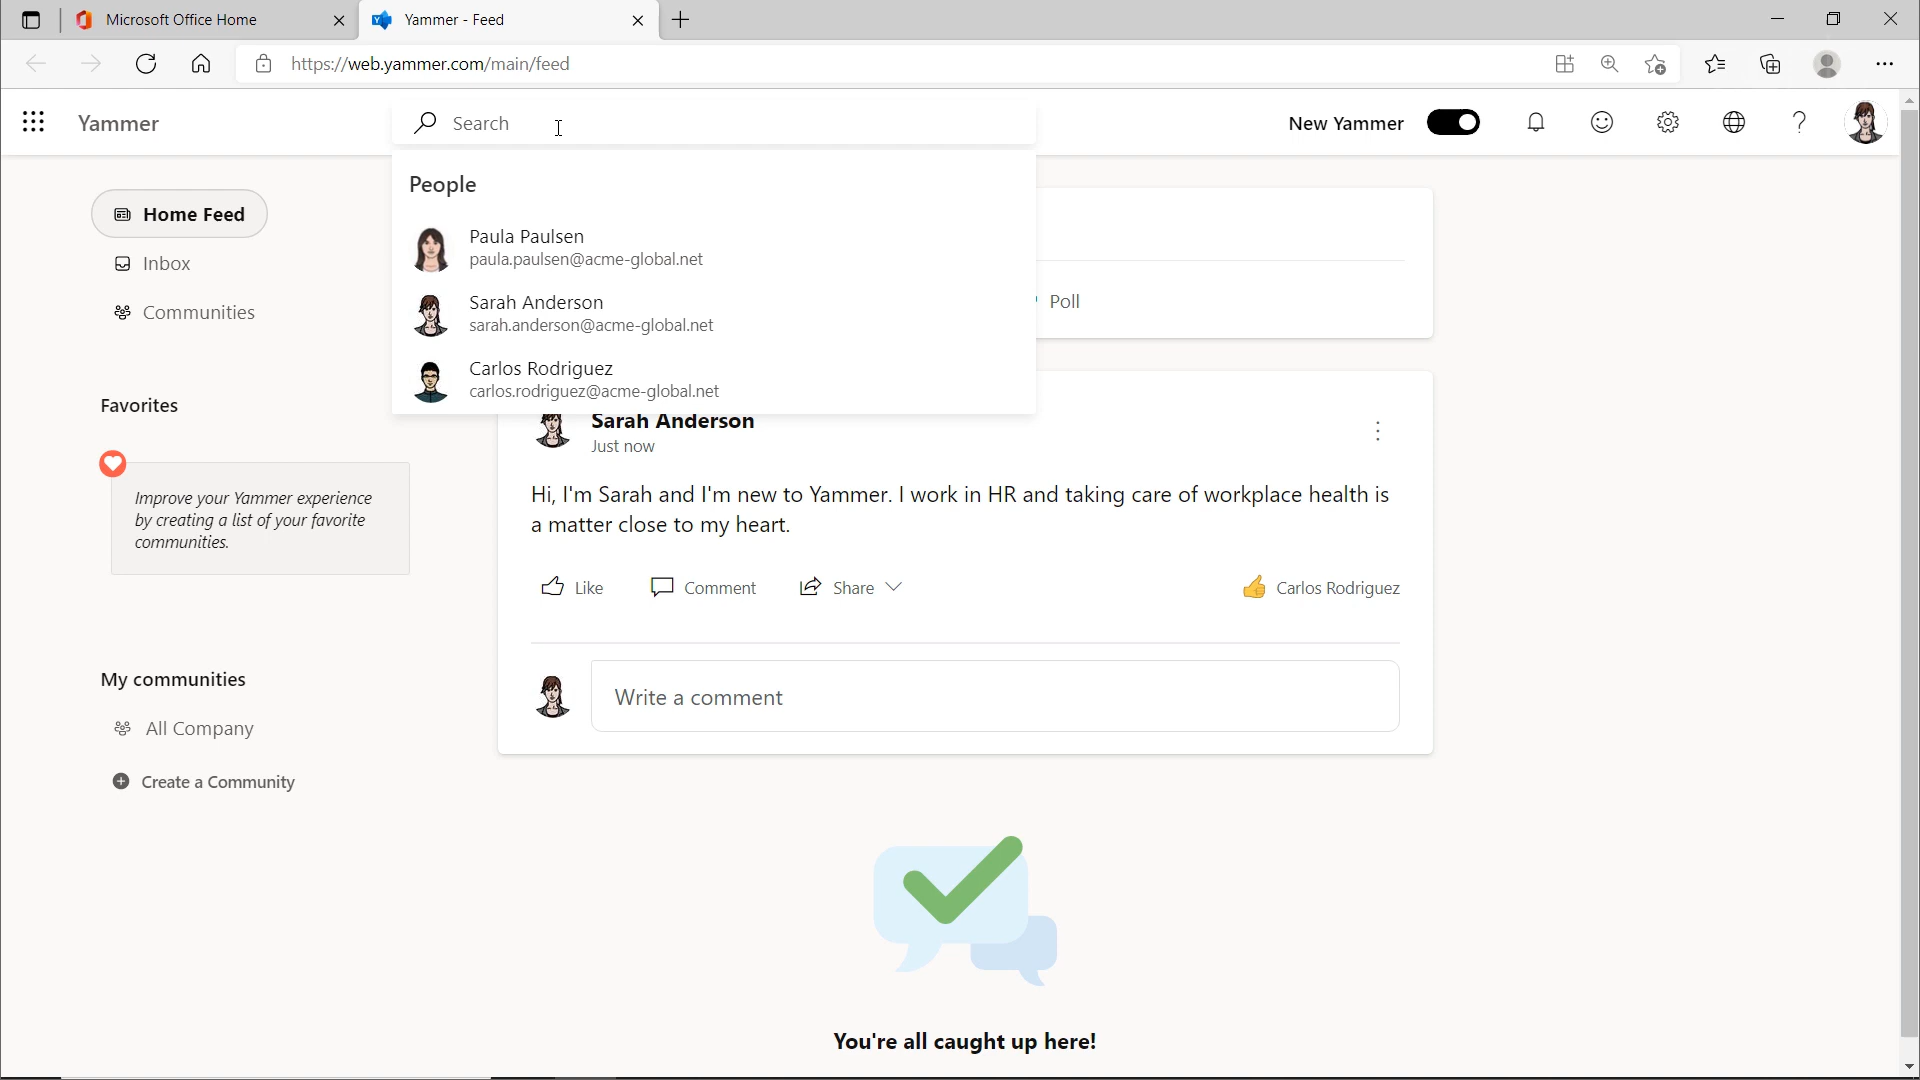 Microsoft Office Home
Yammer - Feed
https://web.yammer.com/main/feed
Yammer
Search
New Yammer
People
Paula Paulsen
paula.paulsen@acme-global.net
Sarah Anderson
sarah.anderson@acme-global.net
Carlos Rodriguez
carlos.rodriguez@acme-global.net
Home Feed
Inbox
Communities
Favorites
Improve your Yammer experience
by creating a list of your favorite
communities.
My communities
All Company
Create a Community
Poll
Sarah Anderson
Just now
Hi, I'm Sarah and I'm new to Yammer. I work in HR and taking care of workplace health is
a matter close to my heart.
Like
Comment
Share
Carlos Rodriguez
Write a comment
You're all caught up here!